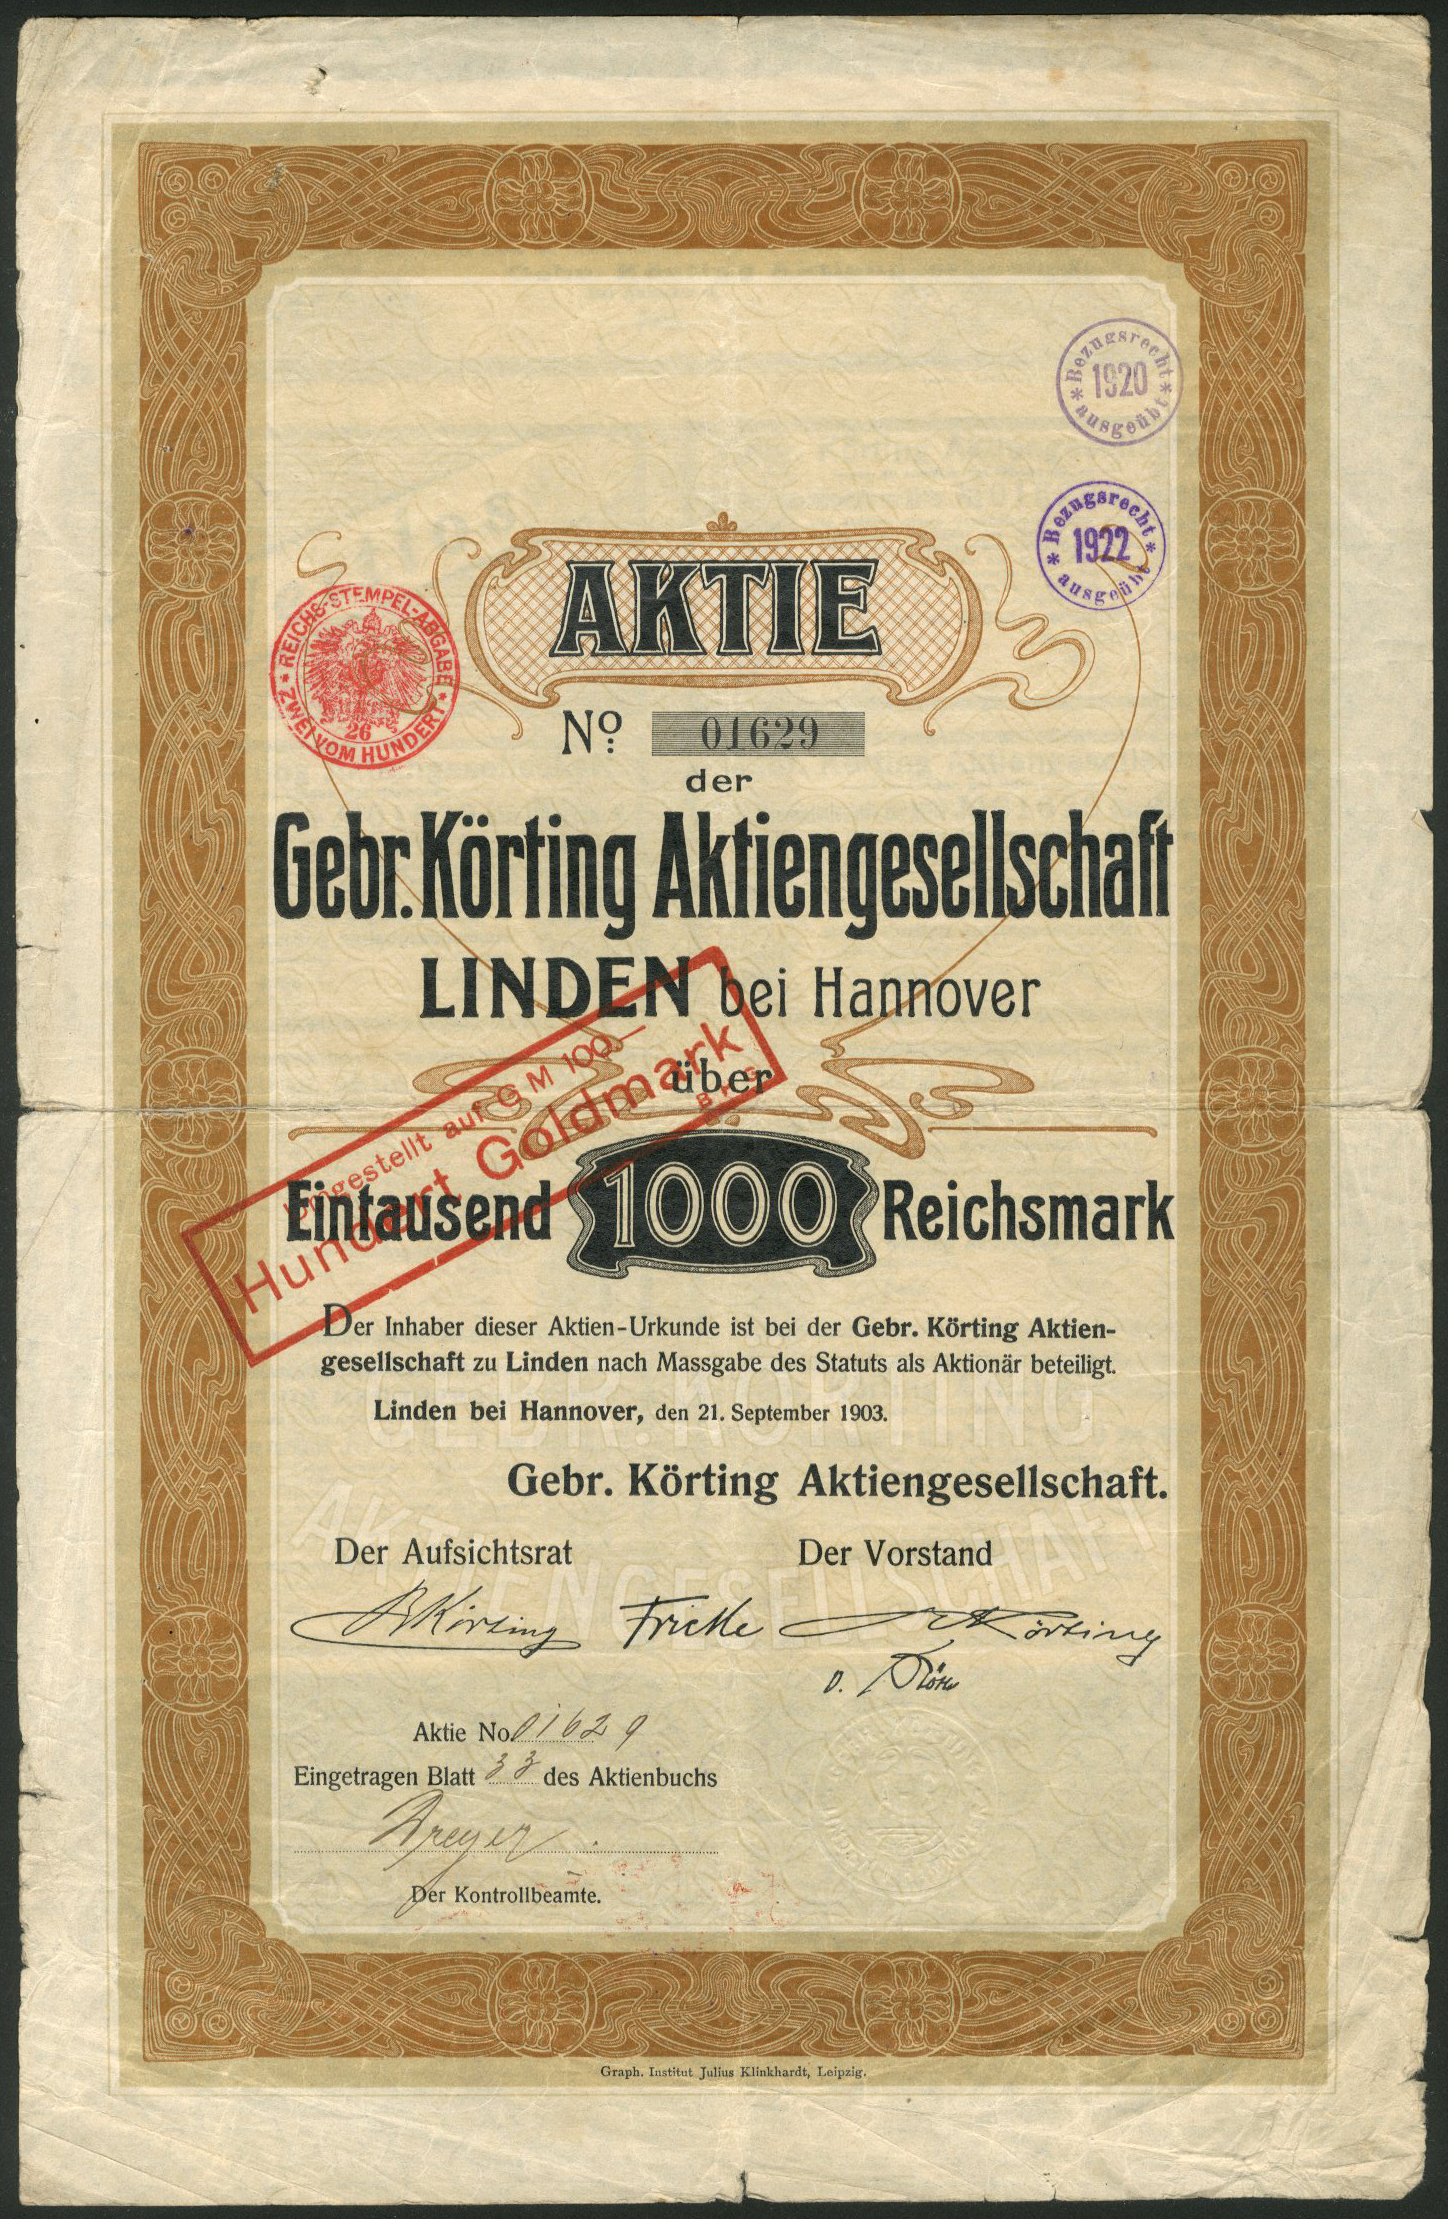 Bezugsrecht
1920
ausgeübt
Bezugsrecht
1922
ausgeübt
AKTIE
REICHS-STEMPEL-ABGABE
26
ZWEI VOM HUNDERT
No. 01629
der
Gebr. Körting Aktiengesellschaft
LINDEN bei Hannover
über
Umgestellt auf G M 100.—
Hundert Goldmark
Eintausend 1000 Reichsmark
Der Inhaber dieser Aktien-Urkunde ist bei der Gebr. Körting Aktien-
gesellschaft zu Linden nach Massgabe des Statuts als Aktionär beteiligt.
Linden bei Hannover, den 21. September 1903.
GEBR. KÖRTING
AKTIENGESELLSCHAFT
Gebr. Körting Aktiengesellschaft.
Der Aufsichtsrat Der Vorstand
BKörting Fricke Körting
Aktie No. 01629
Eingetragen Blatt 33 des Aktienbuchs
Dreyer
Der Kontrollbeamte.
Graph. Institut Julius Klinkhardt, Leipzig.